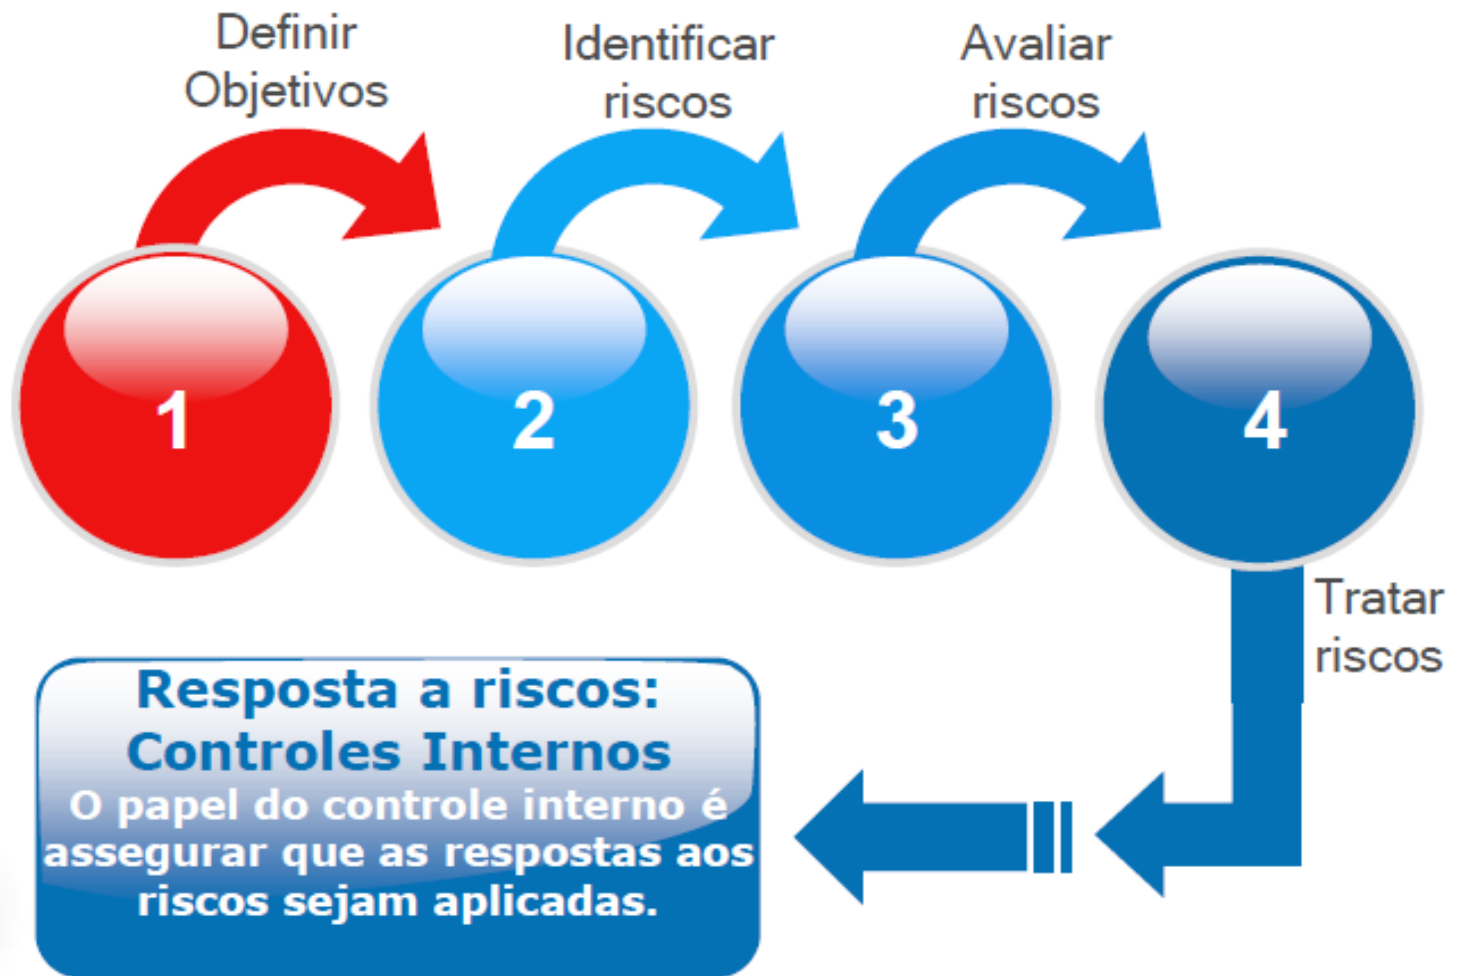 Definir
Objetivos
Identificar
riscos
Avaliar
riscos
1
2
3
4
Tratar
riscos
Resposta a riscos:
Controles Internos
O papel do controle interno é
assegurar que as respostas aos
riscos sejam aplicadas.